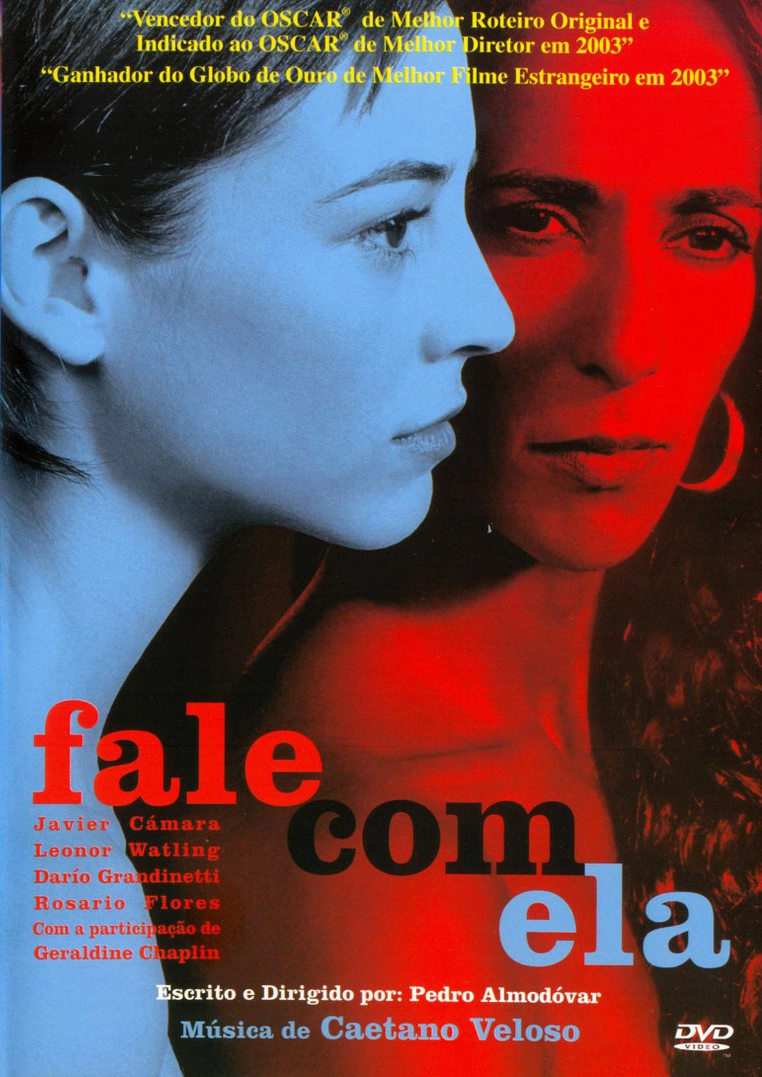 “Vencedor do OSCAR® de Melhor Roteiro Original e
Indicado ao OSCAR® de Melhor Diretor em 2003”
“Ganhador do Globo de Ouro de Melhor Filme Estrangeiro em 2003”
fale
com
ela
Javier Cámara
Leonor Watling
Darío Grandinetti
Rosario Flores
Com a participação de
Geraldine Chaplin
Escrito e Dirigido por: Pedro Almodóvar
Música de Caetano Veloso
DVD
VIDEO
TM